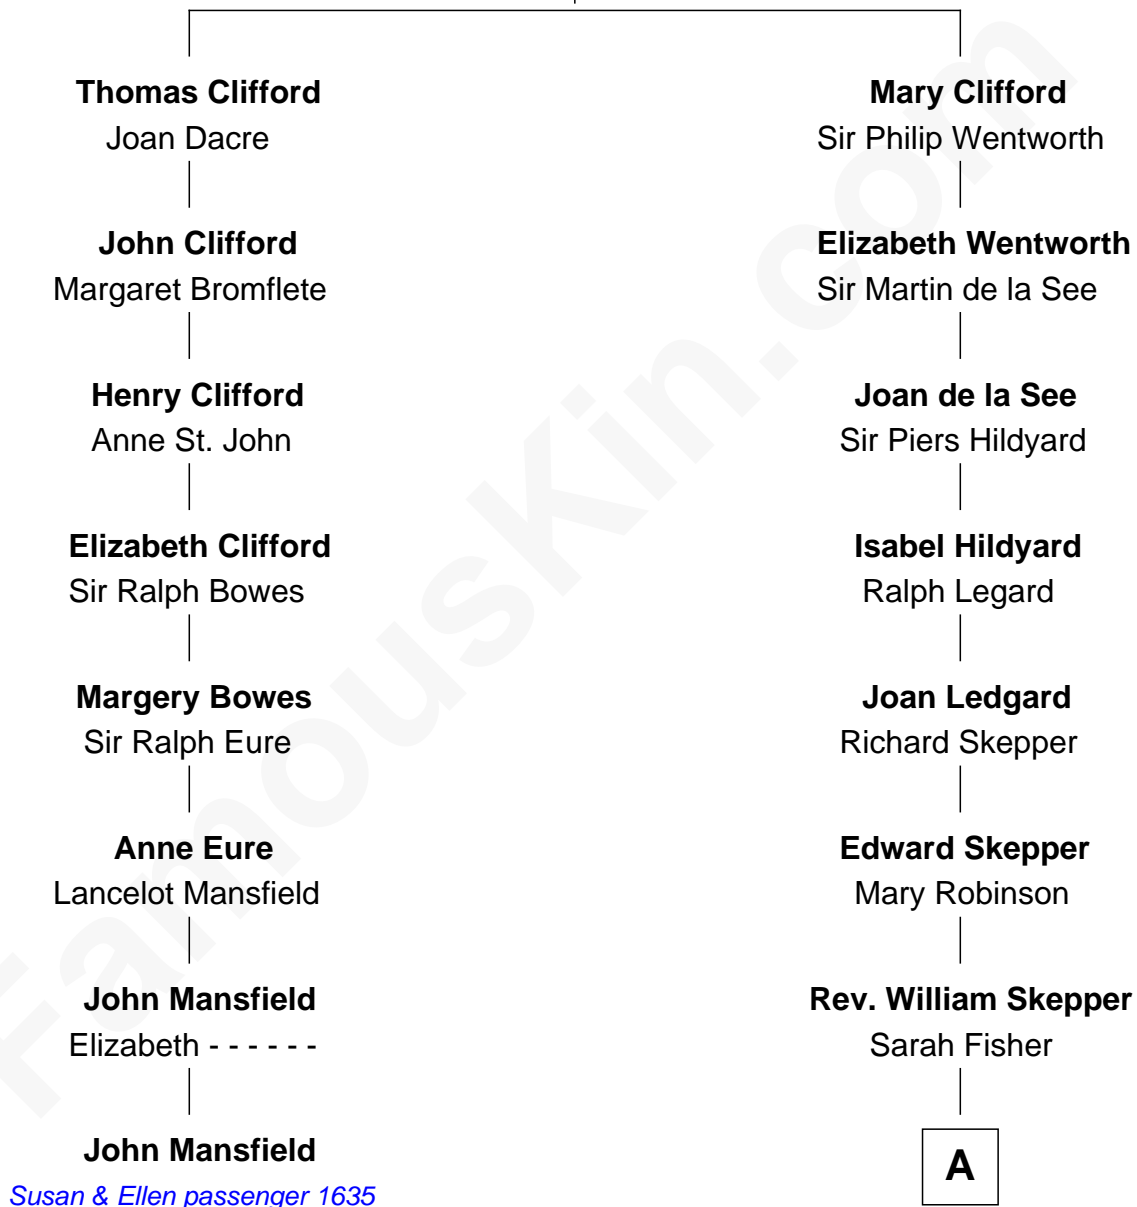 Thomas Clifford
Joan Dacre
Mary Clifford
Sir Philip Wentworth
John Clifford
Margaret Bromflete
Elizabeth Wentworth
Sir Martin de la See
Henry Clifford
Anne St. John
Joan de la See
Sir Piers Hildyard
Elizabeth Clifford
Sir Ralph Bowes
Isabel Hildyard
Ralph Legard
Margery Bowes
Sir Ralph Eure
Joan Ledgard
Richard Skepper
Anne Eure
Lancelot Mansfield
Edward Skepper
Mary Robinson
John Mansfield
Elizabeth - - - - - -
Rev. William Skepper
Sarah Fisher
John Mansfield
Susan & Ellen passenger 1635
A
FamousKin.com